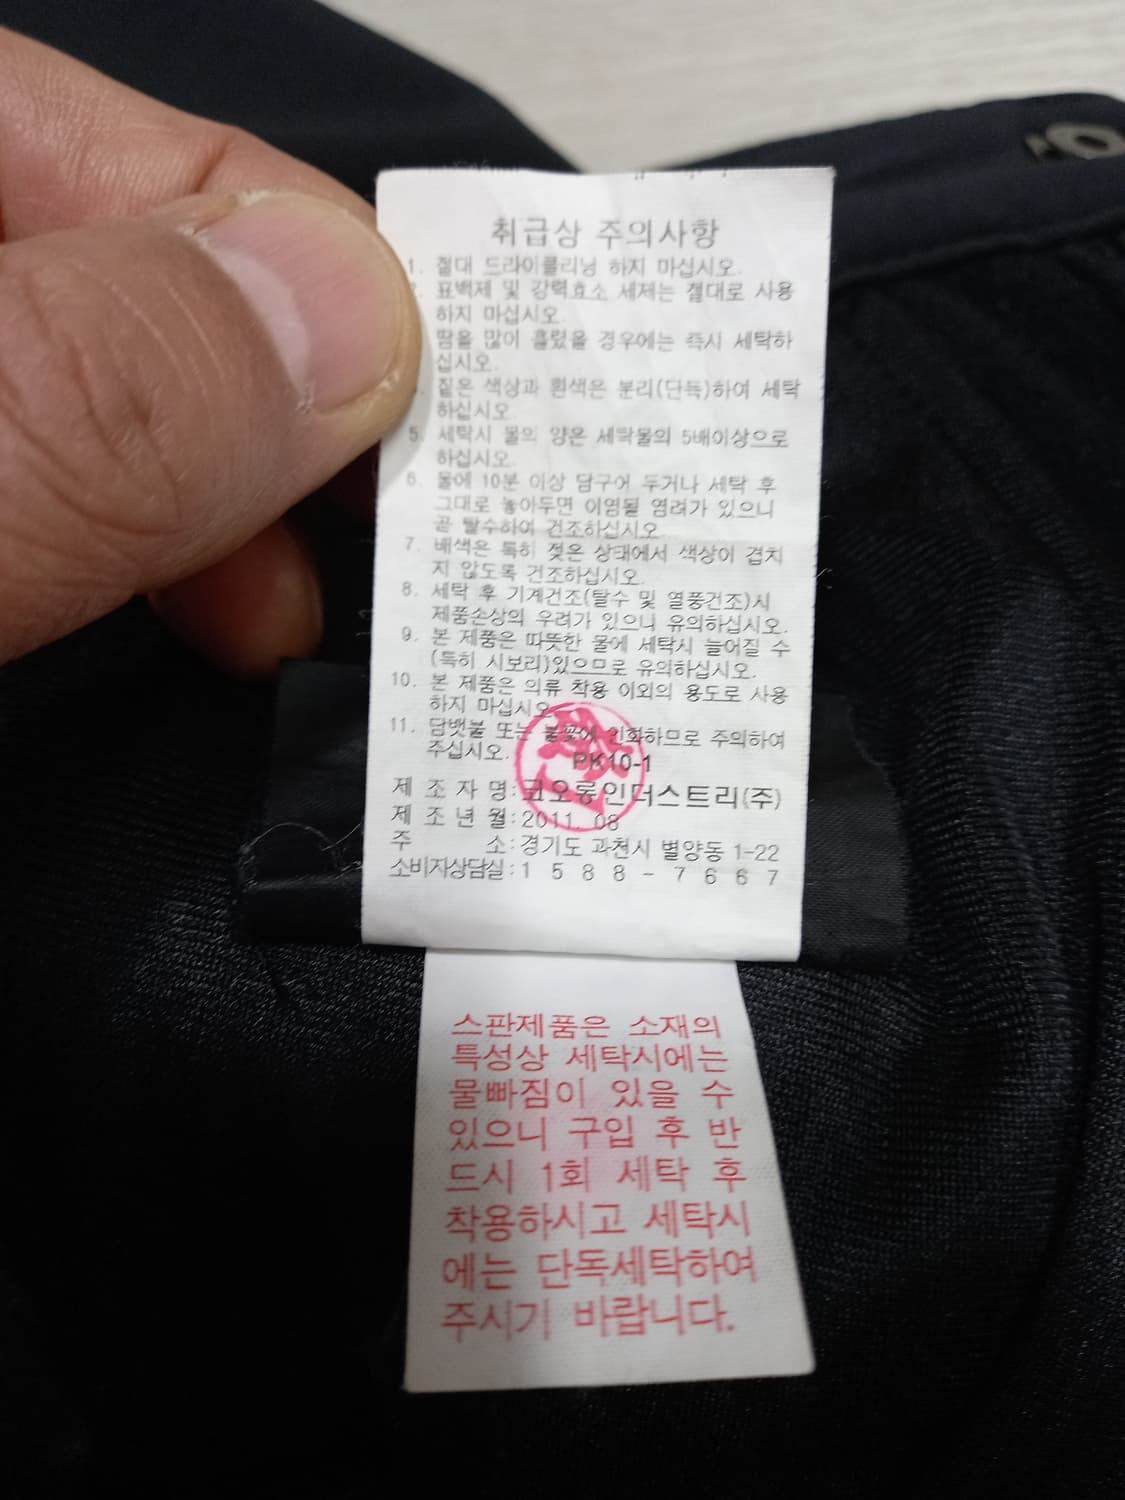 취급상 주의사항
1. 절대 드라이클리닝 하지 마십시오.
표백제 및 강력효소 세제는 절대로 사용
하지 마십시오.
땀을 많이 흘렸을 경우에는 즉시 세탁하
십시오.
짙은 색상과 흰색은 분리(단독)하여 세탁
하십시오.
5. 세탁시 물의 양은 세탁물의 5배이상으로
하십시오.
6. 물에 10분 이상 담구어 두거나 세탁 후
그대로 놓아두면 이염될 염려가 있으니
곧 탈수하여 건조하십시오.
7. 배색은 특히 젖은 상태에서 색상이 겹치
지 않도록 건조하십시오.
8. 세탁 후 기계건조(탈수 및 열풍건조)시
제품손상의 우려가 있으니 유의하십시오.
9. 본 제품은 따뜻한 물에 세탁시 늘어질 수
(특히 시보리)있으므로 유의하십시오.
10. 본 제품은 의류 착용 이외의 용도로 사용
하지 마십시오.
11. 담뱃불 또는 불꽃에 인화하므로 주의하여
주십시오.
PK10-1
제 조 자 명:코오롱인더스트리(주)
제 조 년 월:2011. 08
주 소:경기도 과천시 별양동 1-22
소비자상담실:1 5 8 8 - 7 6 6 7
스판제품은 소재의
특성상 세탁시에는
물빠짐이 있을 수
있으니 구입 후 반
드시 1회 세탁 후
착용하시고 세탁시
에는 단독세탁하여
주시기 바랍니다.